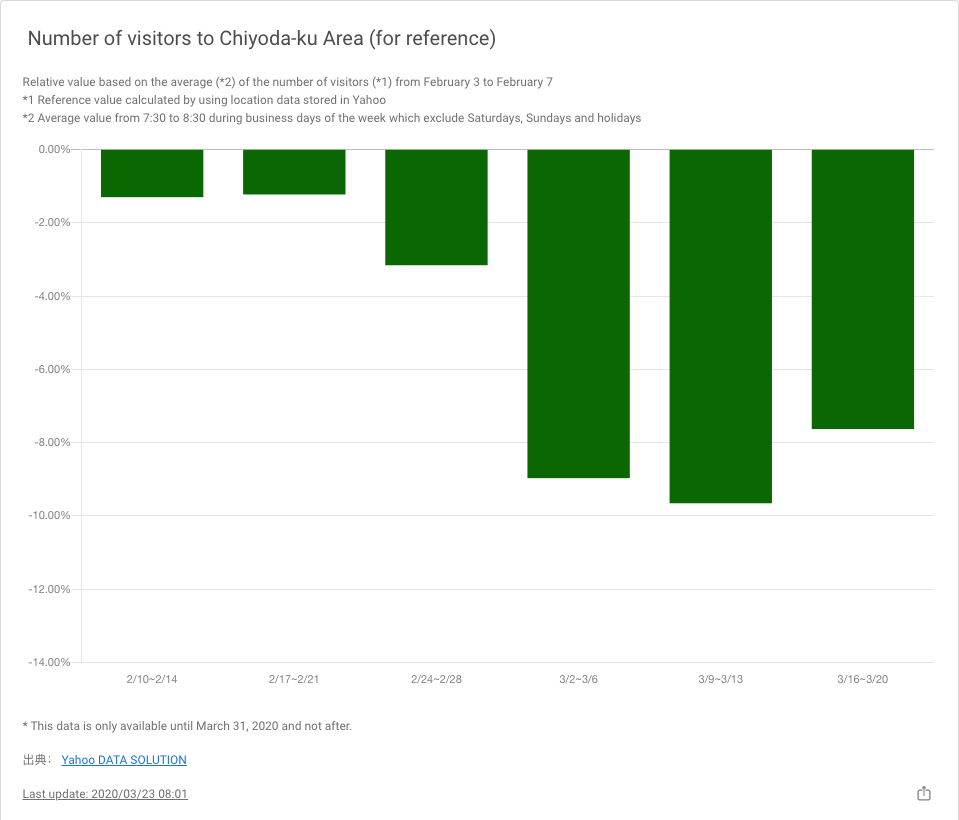 Number of visitors to Chiyoda-ku Area (for reference)
Relative value based on the average (*2) of the number of visitors (*1) from February 3 to February 7
*1 Reference value calculated by using location data stored in Yahoo
*2 Average value from 7:30 to 8:30 during business days of the week which exclude Saturdays, Sundays and holidays
0.00%
-2.00%
-4.00%
-6.00%
-8.00%
-10.00%
-12.00%
-14.00%
2/10~2/14 2/17~2/21 2/24~2/28 3/2~3/6 3/9~3/13 3/16~3/20
* This data is only available until March 31, 2020 and not after.
出典: Yahoo DATA SOLUTION
Last update: 2020/03/23 08:01